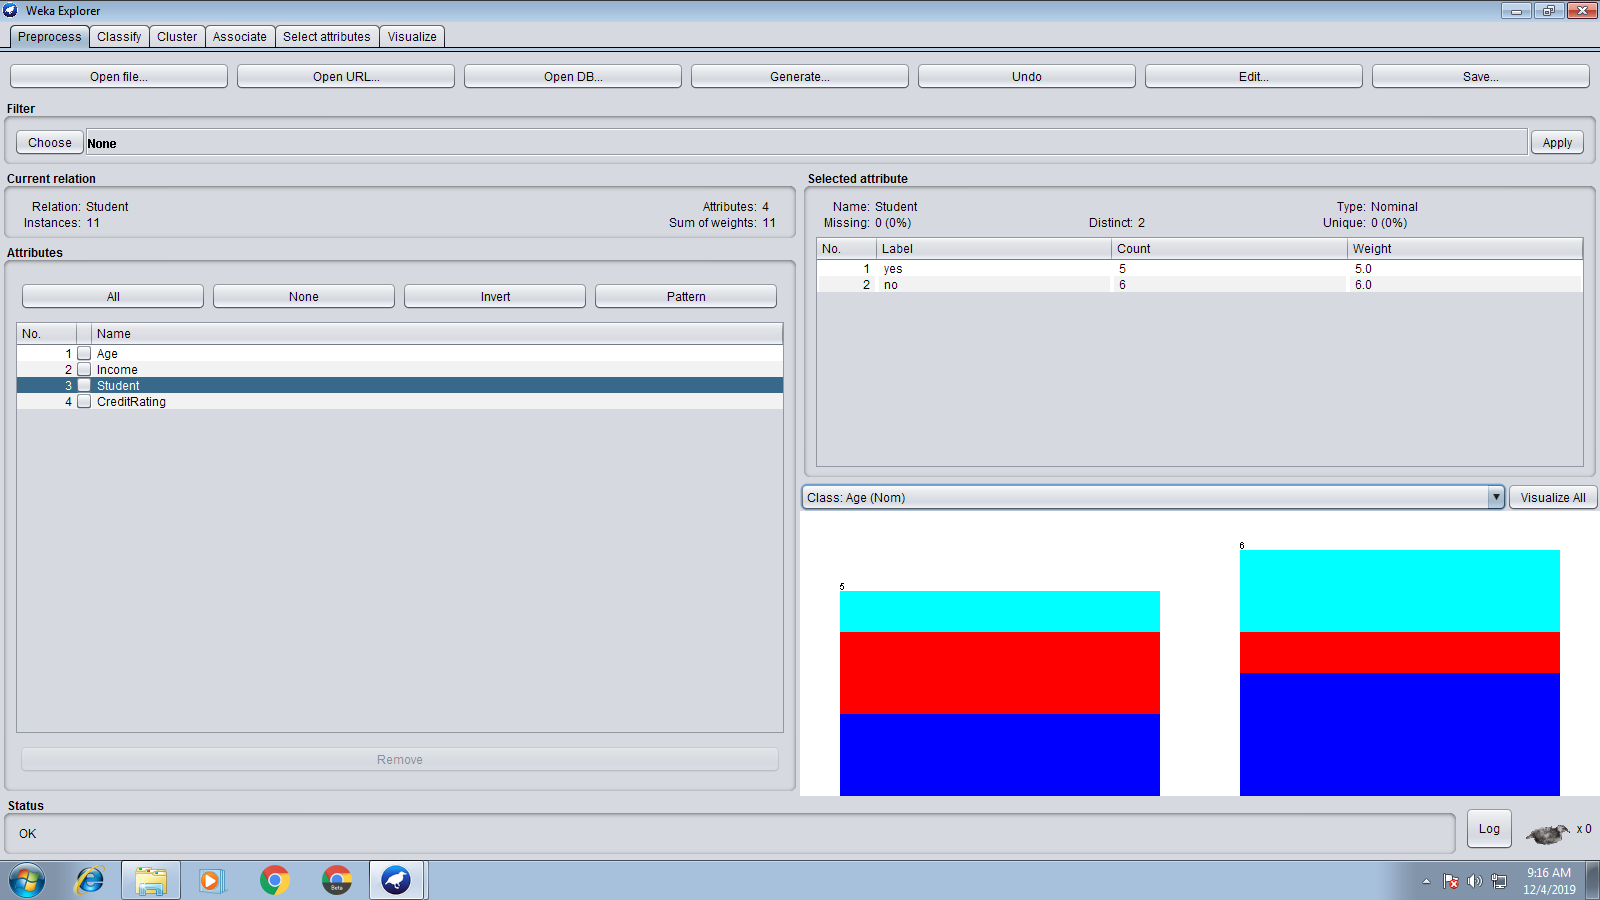 Weka Explorer
Preprocess Classify Cluster Associate Select attributes Visualize
Open file... Open URL... Open DB... Generate... Undo Edit... Save...
Filter
Choose None Apply
Current relation
Relation: Student Attributes: 4
Instances: 11 Sum of weights: 11
Attributes
All None Invert Pattern
No. Name
1 Age
2 Income
3 Student
4 CreditRating
Remove
Selected attribute
Name: Student Type: Nominal
Missing: 0 (0%) Distinct: 2 Unique: 0 (0%)
No. Label Count Weight
1 yes 5 5.0
2 no 6 6.0
Class: Age (Nom) Visualize All
5
6
Status
OK
Log x 0
Beta
9:16 AM
12/4/2019